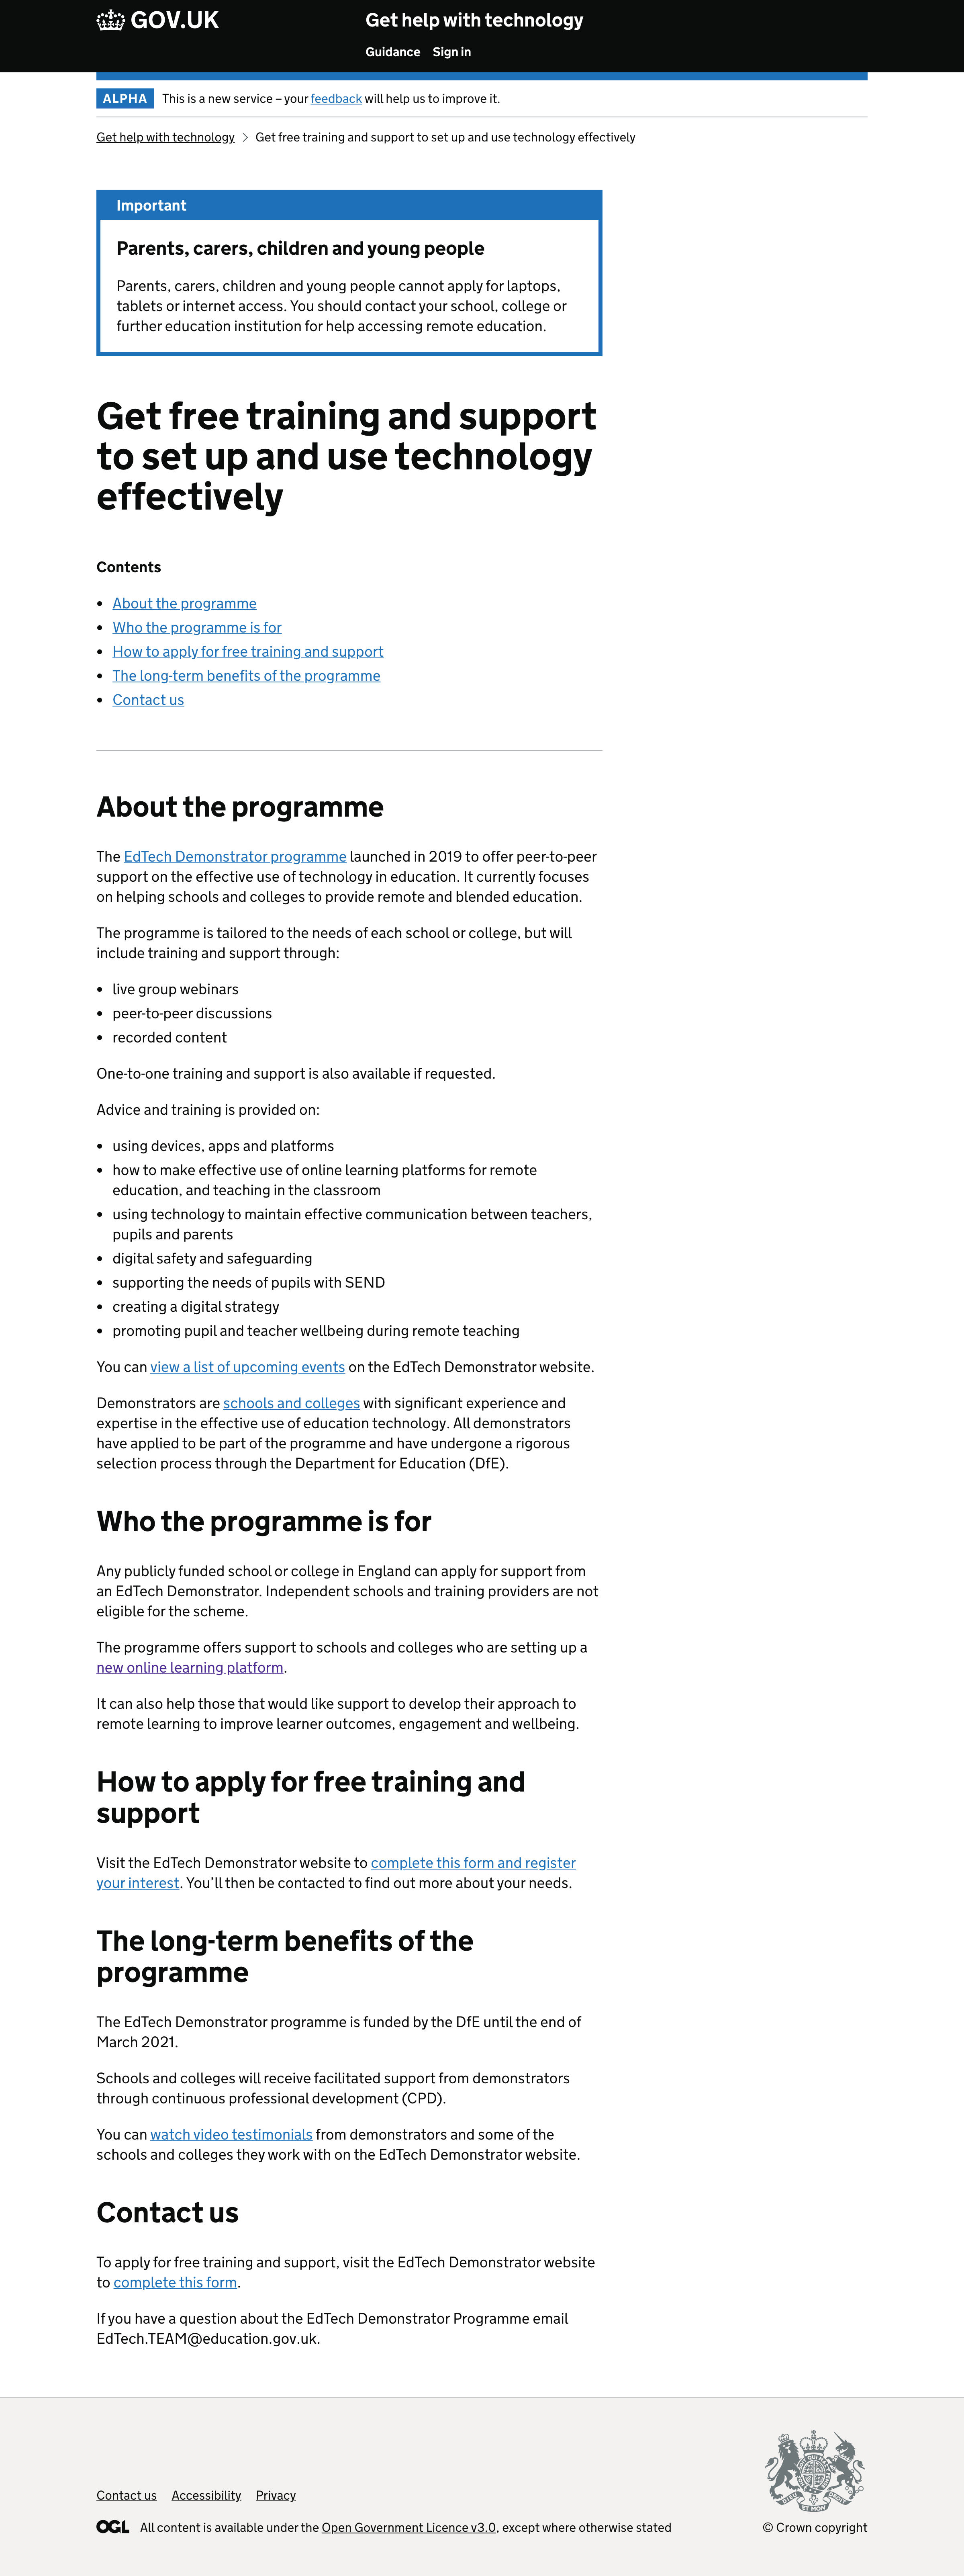 GOV.UK
Get help with technology
Guidance Sign in
ALPHA This is a new service – your feedback will help us to improve it.
Get help with technology > Get free training and support to set up and use technology effectively
Important
Parents, carers, children and young people
Parents, carers, children and young people cannot apply for laptops,
tablets or internet access. You should contact your school, college or
further education institution for help accessing remote education.
Get free training and support
to set up and use technology
effectively
Contents
• About the programme
• Who the programme is for
• How to apply for free training and support
• The long-term benefits of the programme
• Contact us
About the programme
The EdTech Demonstrator programme launched in 2019 to offer peer-to-peer
support on the effective use of technology in education. It currently focuses
on helping schools and colleges to provide remote and blended education.
The programme is tailored to the needs of each school or college, but will
include training and support through:
• live group webinars
• peer-to-peer discussions
• recorded content
One-to-one training and support is also available if requested.
Advice and training is provided on:
• using devices, apps and platforms
• how to make effective use of online learning platforms for remote
education, and teaching in the classroom
• using technology to maintain effective communication between teachers,
pupils and parents
• digital safety and safeguarding
• supporting the needs of pupils with SEND
• creating a digital strategy
• promoting pupil and teacher wellbeing during remote teaching
You can view a list of upcoming events on the EdTech Demonstrator website.
Demonstrators are schools and colleges with significant experience and
expertise in the effective use of education technology. All demonstrators
have applied to be part of the programme and have undergone a rigorous
selection process through the Department for Education (DfE).
Who the programme is for
Any publicly funded school or college in England can apply for support from
an EdTech Demonstrator. Independent schools and training providers are not
eligible for the scheme.
The programme offers support to schools and colleges who are setting up a
new online learning platform.
It can also help those that would like support to develop their approach to
remote learning to improve learner outcomes, engagement and wellbeing.
How to apply for free training and
support
Visit the EdTech Demonstrator website to complete this form and register
your interest. You’ll then be contacted to find out more about your needs.
The long-term benefits of the
programme
The EdTech Demonstrator programme is funded by the DfE until the end of
March 2021.
Schools and colleges will receive facilitated support from demonstrators
through continuous professional development (CPD).
You can watch video testimonials from demonstrators and some of the
schools and colleges they work with on the EdTech Demonstrator website.
Contact us
To apply for free training and support, visit the EdTech Demonstrator website
to complete this form.
If you have a question about the EdTech Demonstrator Programme email
EdTech.TEAM@education.gov.uk.
Contact us Accessibility Privacy
OGL All content is available under the Open Government Licence v3.0, except where otherwise stated
© Crown copyright